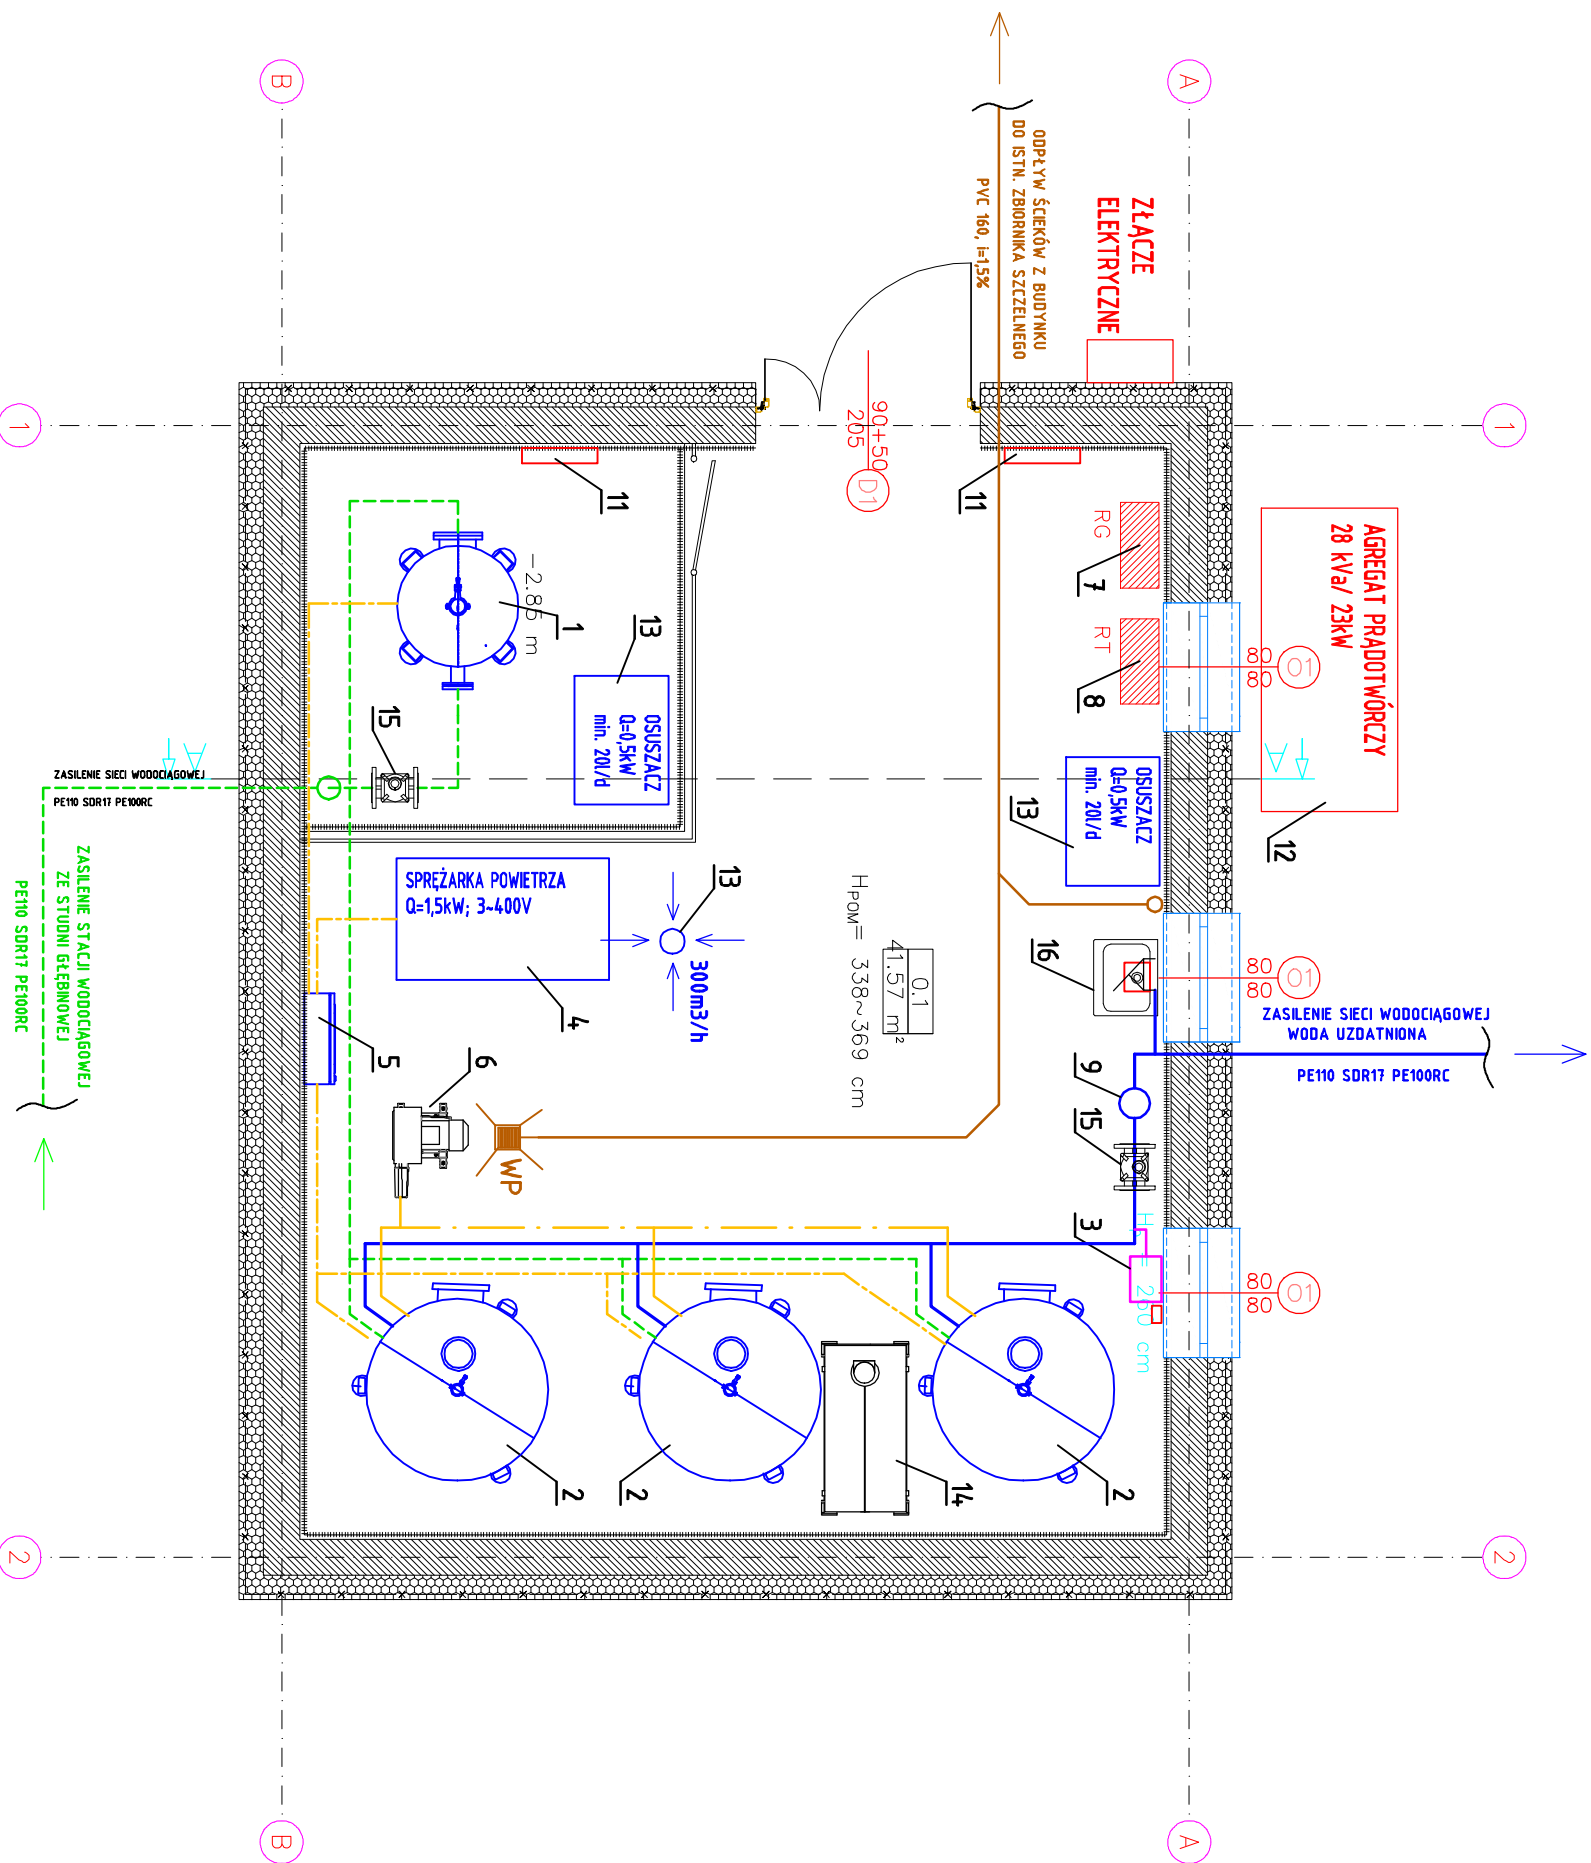 B
A
ODPŁYW ŚCIEKÓW Z BUDYNKU
DO ISTN. ZBIORNIKA SZCZELNEGO
PVC 160, i=1,5%
ZŁĄCZE
ELEKTRYCZNE
1
1
90+50
205
D1
11
11
RG
7
RT
8
AGREGAT PRĄDOTWÓRCZY
28 kVa/ 23kW
12
80
80
O1
-2.85 m
1
13
OSUSZACZ
Q=0,5kW
min. 20l/d
15
OSUSZACZ
Q=0,5kW
min. 20l/d
13
A
A
ZASILENIE SIECI WODOCIĄGOWEJ
PE110 SDR17 PE100RC
ZASILENIE STACJI WODOCIĄGOWEJ
ZE STUDNI GŁĘBINOWEJ
PE110 SDR17 PE100RC
SPRĘŻARKA POWIETRZA
Q=1,5kW; 3~400V
4
13
300m3/h
0.1
41.57 m²
HPOM= 338~369 cm
16
80
80
O1
ZASILENIE SIECI WODOCIĄGOWEJ
WODA UZDATNIONA
PE110 SDR17 PE100RC
5
6
WP
9
15
3
80
80
O1
2
2
14
2
2
2
B
A